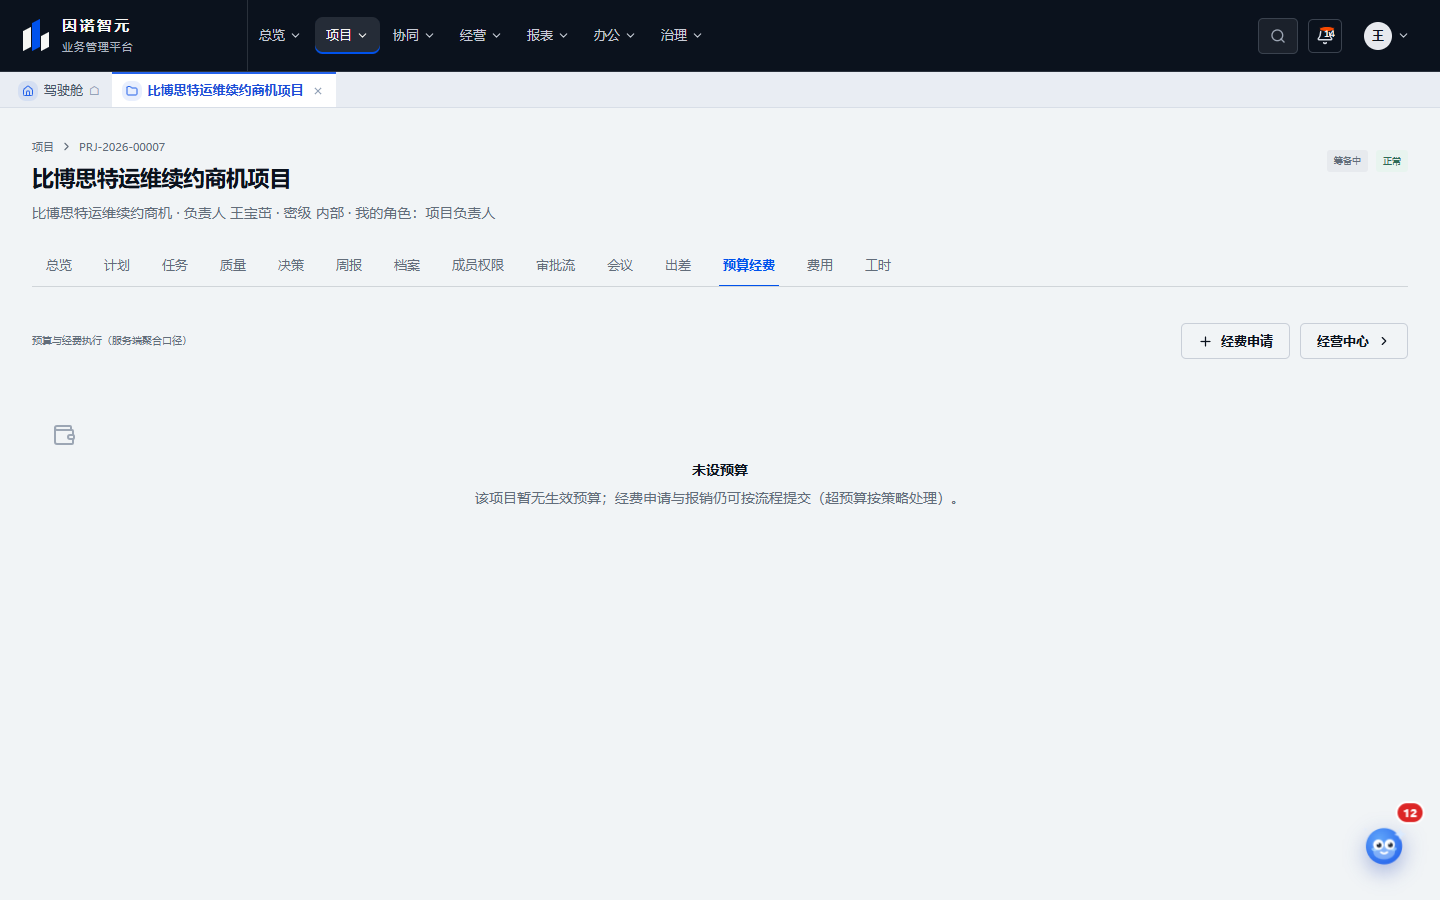 因诺智元
业务管理平台
总览 项目 协同 经营 报表 办公 治理
14
王
驾驶舱
比博思特运维续约商机项目
项目 > PRJ-2026-00007
筹备中 正常
比博思特运维续约商机项目
比博思特运维续约商机 · 负责人 王宝茁 · 密级 内部 · 我的角色：项目负责人
总览 计划 任务 质量 决策 周报 档案 成员权限 审批流 会议 出差 预算经费 费用 工时
预算与经费执行（服务端聚合口径）
经费申请
经营中心
未设预算
该项目暂无生效预算；经费申请与报销仍可按流程提交（超预算按策略处理）。
12